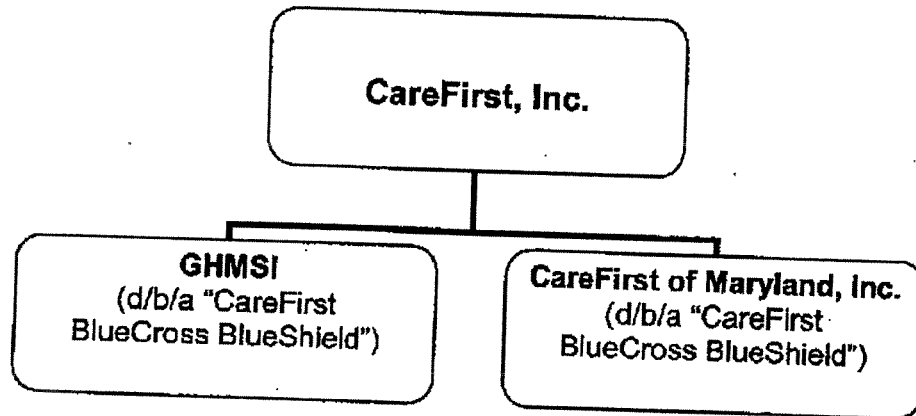 CareFirst, Inc.
GHMSI
(d/b/a “CareFirst
BlueCross BlueShield”)
CareFirst of Maryland, Inc.
(d/b/a “CareFirst
BlueCross BlueShield”)